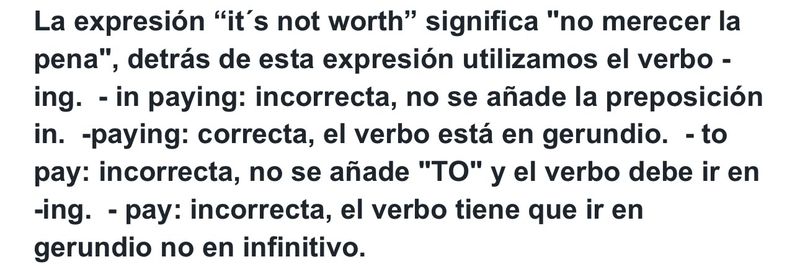 La expresión “it´s not worth” significa "no merecer la
pena", detrás de esta expresión utilizamos el verbo -
ing.  - in paying: incorrecta, no se añade la preposición
in.  -paying: correcta, el verbo está en gerundio.  - to
pay: incorrecta, no se añade "TO" y el verbo debe ir en
-ing.  - pay: incorrecta, el verbo tiene que ir en
gerundio no en infinitivo.